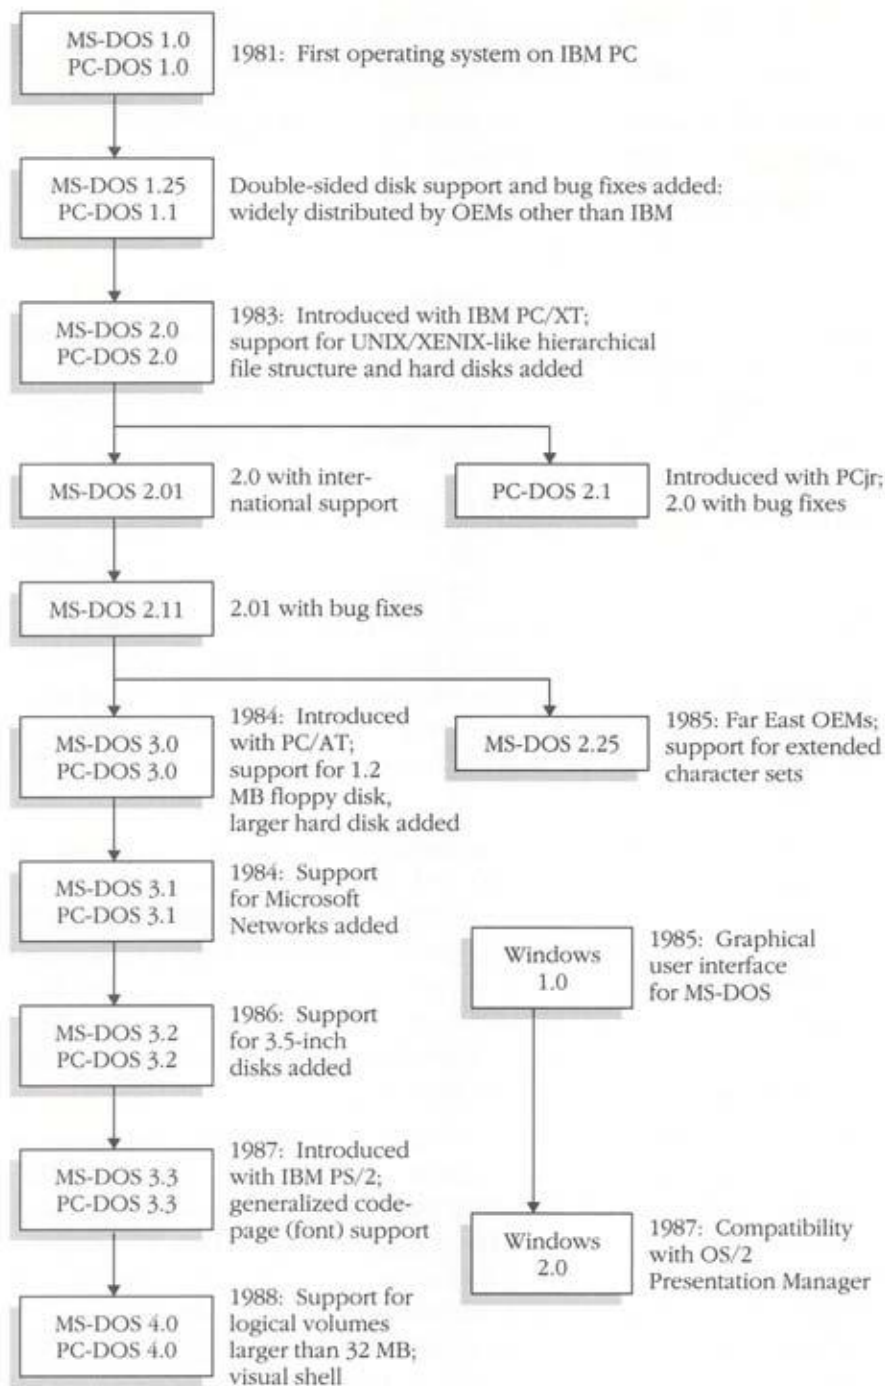 MS-DOS 1.0
PC-DOS 1.0
1981: First operating system on IBM PC
MS-DOS 1.25
PC-DOS 1.1
Double-sided disk support and bug fixes added:
widely distributed by OEMs other than IBM
MS-DOS 2.0
PC-DOS 2.0
1983: Introduced with IBM PC/XT;
support for UNIX/XENIX-like hierarchical
file structure and hard disks added
MS-DOS 2.01
2.0 with inter-
national support
PC-DOS 2.1
Introduced with PCjr;
2.0 with bug fixes
MS-DOS 2.11
2.01 with bug fixes
MS-DOS 3.0
PC-DOS 3.0
1984: Introduced
with PC/AT;
support for 1.2
MB floppy disk,
larger hard disk added
MS-DOS 2.25
1985: Far East OEMs;
support for extended
character sets
MS-DOS 3.1
PC-DOS 3.1
1984: Support
for Microsoft
Networks added
Windows
1.0
1985: Graphical
user interface
for MS-DOS
MS-DOS 3.2
PC-DOS 3.2
1986: Support
for 3.5-inch
disks added
MS-DOS 3.3
PC-DOS 3.3
1987: Introduced
with IBM PS/2;
generalized code-
page (font) support
Windows
2.0
1987: Compatibility
with OS/2
Presentation Manager
MS-DOS 4.0
PC-DOS 4.0
1988: Support for
logical volumes
larger than 32 MB;
visual shell